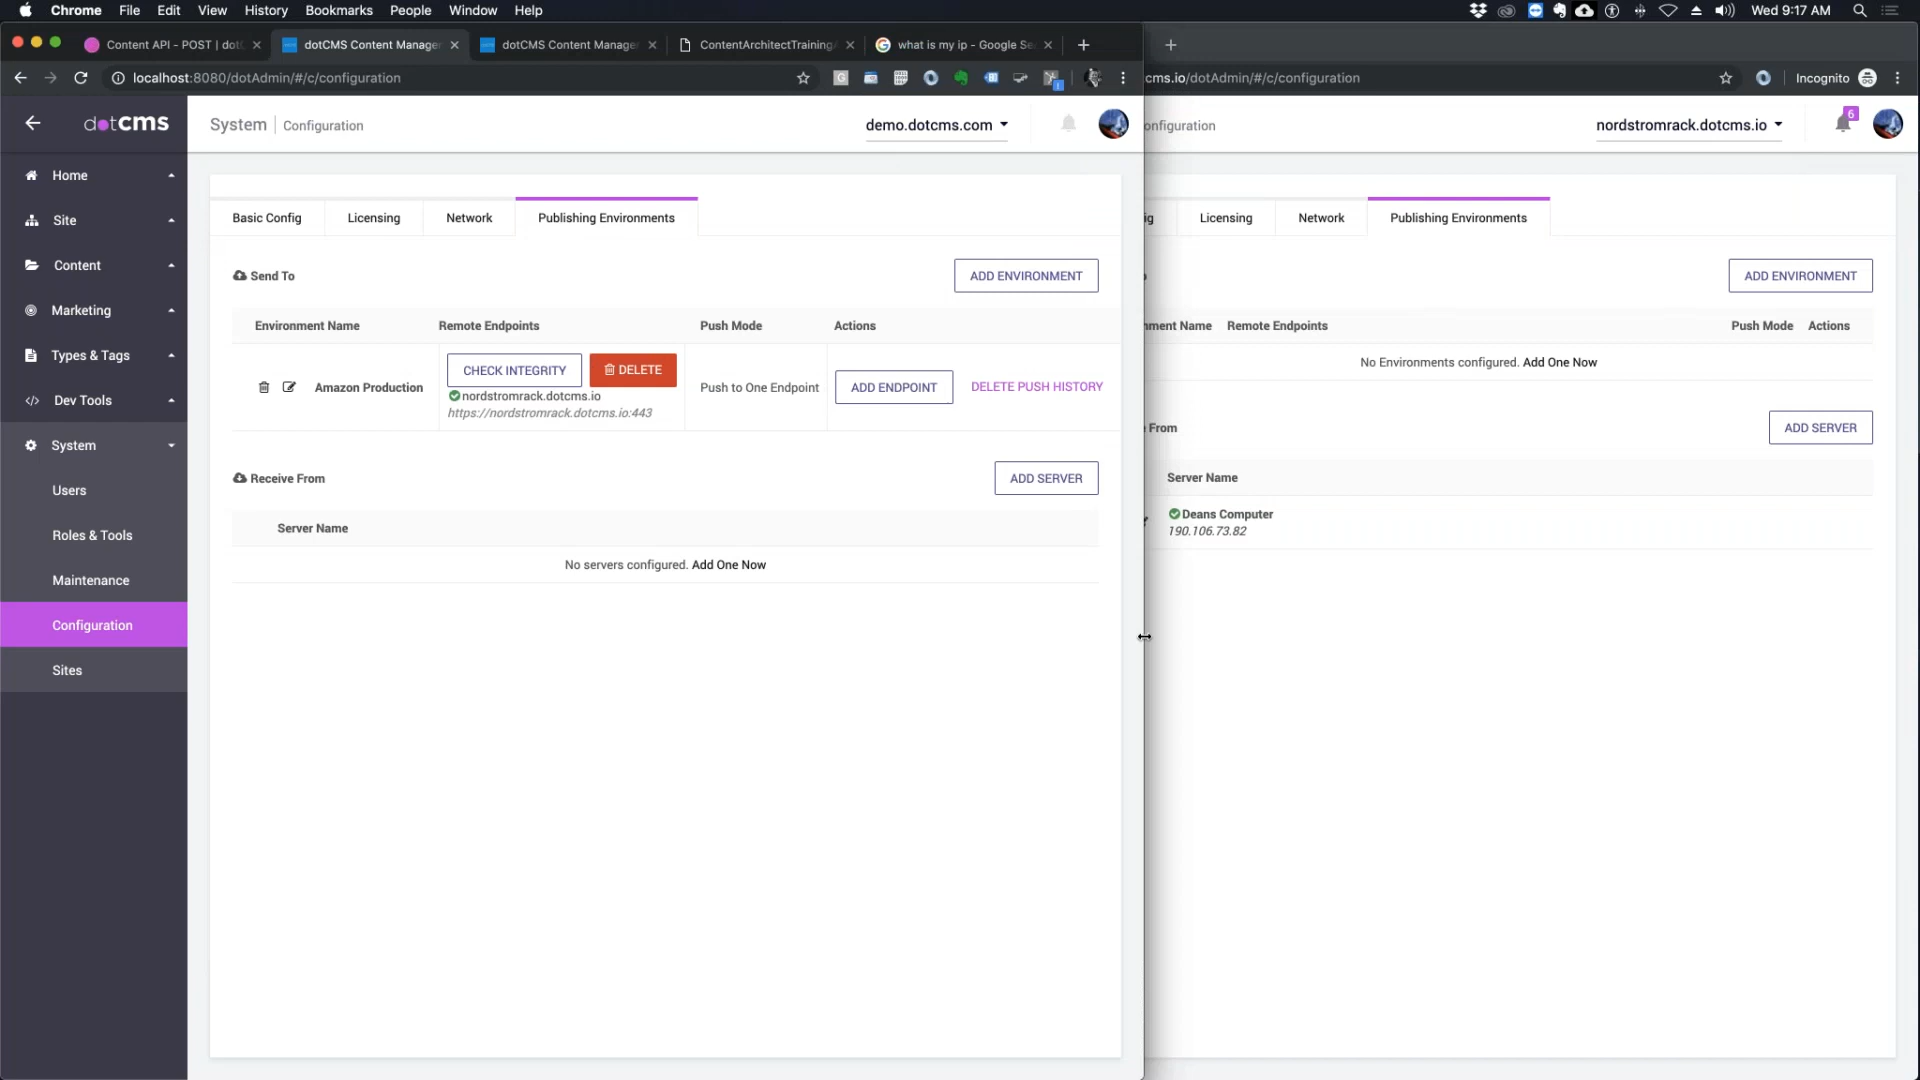 Chrome File Edit View History Bookmarks People Window Help Wed 9:17 AM
Content API - POST | dot dotCMS Content Manager dotCMS Content Manage ContentArchitectTraining what is my ip - Google Se
localhost:8080/dotAdmin/#/c/configuration
cms.io/dotAdmin/#/c/configuration Incognito
dotCMS
System Configuration
demo.dotcms.com
onfiguration
nordstromrack.dotcms.io
6
Home
Site
Content
Marketing
Types & Tags
Dev Tools
System
Users
Roles & Tools
Maintenance
Configuration
Sites
Basic Config Licensing Network Publishing Environments
Send To
ADD ENVIRONMENT
Environment Name Remote Endpoints Push Mode Actions
Amazon Production
CHECK INTEGRITY DELETE
nordstromrack.dotcms.io
https://nordstromrack.dotcms.io:443
Push to One Endpoint
ADD ENDPOINT DELETE PUSH HISTORY
Receive From
ADD SERVER
Server Name
No servers configured. Add One Now
ig Licensing Network Publishing Environments
ADD ENVIRONMENT
nment Name Remote Endpoints Push Mode Actions
No Environments configured. Add One Now
From
ADD SERVER
Server Name
Deans Computer
190.106.73.82